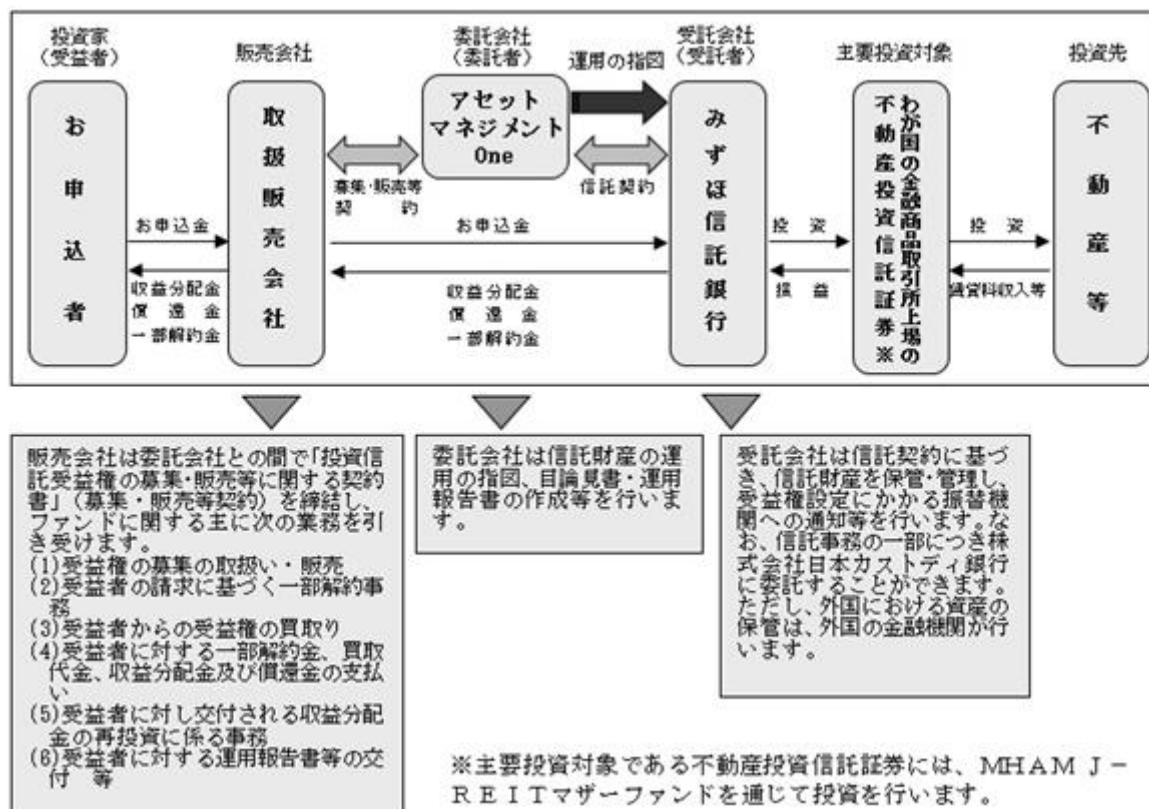 投資家
(受益者)
販売会社
委託会社
(委託者)
運用の指図
受託会社
(受託者)
主要投資対象
投資先
お申込者
取扱販売会社
アセット
マネジメント
One
みずほ信託銀行
わが国の金融商品取引所上場の
不動産投資信託証券※
不動産等
募集・販売等
契約
信託契約
お申込金
収益分配金
償還金
一部解約金
お申込金
収益分配金
償還金
一部解約金
投資
損益
投資
賃貸料収入等
販売会社は委託会社との間で「投資信
託受益権の募集・販売等に関する契約
書」(募集・販売等契約)を締結し、
ファンドに関する主に次の業務を引
き受けます。
(1)受益権の募集の取扱い・販売
(2)受益者の請求に基づく一部解約事
務
(3)受益者からの受益権の買取り
(4)受益者に対する一部解約金、買取
代金、収益分配金及び償還金の支払
い
(5)受益者に対し交付される収益分配
金の再投資に係る事務
(6)受益者に対する運用報告書等の交
付 等
委託会社は信託財産の運
用の指図、目論見書・運用
報告書の作成等を行いま
す。
受託会社は信託契約に基づ
き、信託財産を保管・管理し、
受益権設定にかかる振替機
関への通知等を行います。な
お、信託事務の一部につき株
式会社日本カストディ銀行
に委託することができます。
ただし、外国における資産の
保管は、外国の金融機関が行
います。
※主要投資対象である不動産投資信託証券には、MHAM J-
REITマザーファンドを通じて投資を行います。